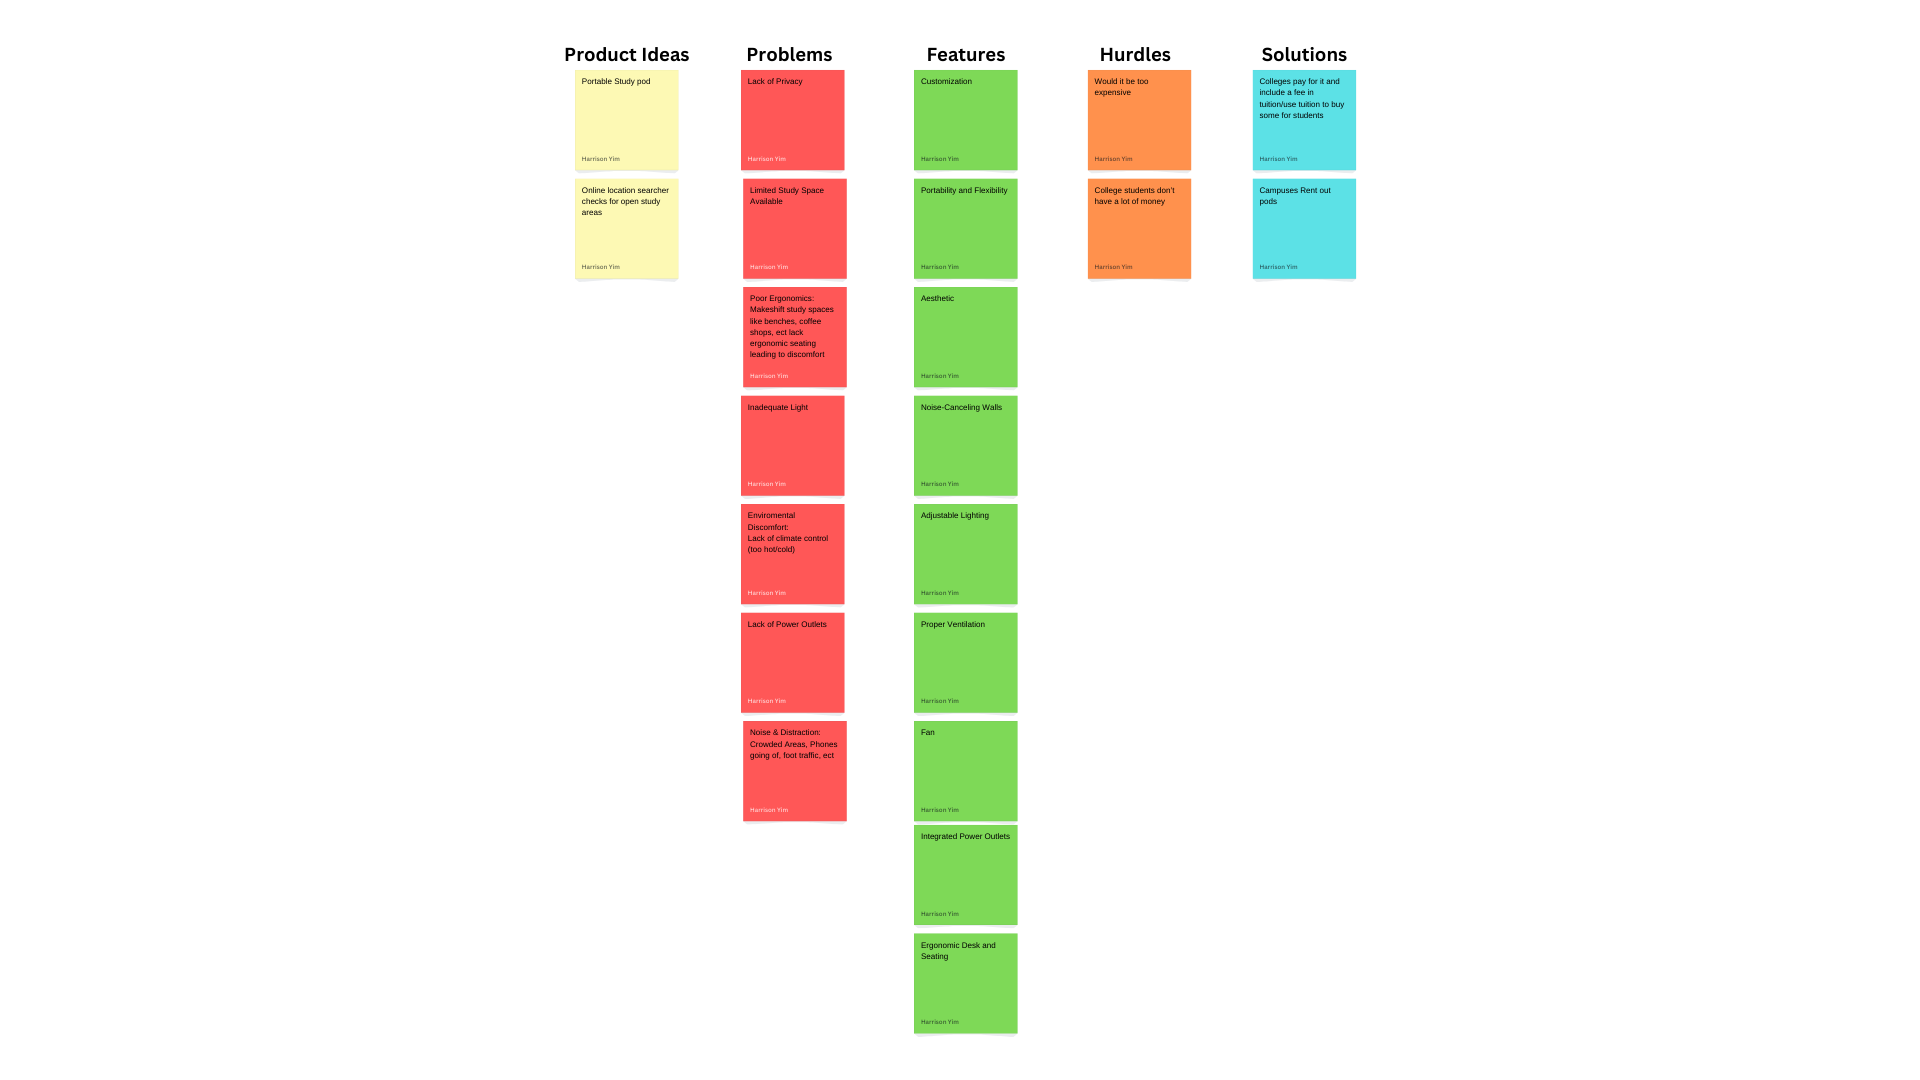 Product Ideas
Portable Study pod
Harrison Yim
Online location searcher
checks for open study
areas
Harrison Yim
Problems
Lack of Privacy
Harrison Yim
Limited Study Space
Available
Harrison Yim
Poor Ergonomics:
Makeshift study spaces
like benches, coffee
shops, ect lack
ergonomic seating
leading to discomfort
Harrison Yim
Inadequate Light
Harrison Yim
Enviromental
Discomfort:
Lack of climate control
(too hot/cold)
Harrison Yim
Lack of Power Outlets
Harrison Yim
Noise & Distraction:
Crowded Areas, Phones
going of, foot traffic, ect
Harrison Yim
Features
Customization
Harrison Yim
Portability and Flexibility
Harrison Yim
Aesthetic
Harrison Yim
Noise-Canceling Walls
Harrison Yim
Adjustable Lighting
Harrison Yim
Proper Ventilation
Harrison Yim
Fan
Harrison Yim
Integrated Power Outlets
Harrison Yim
Ergonomic Desk and
Seating
Harrison Yim
Hurdles
Would it be too
expensive
Harrison Yim
College students don't
have a lot of money
Harrison Yim
Solutions
Colleges pay for it and
include a fee in
tuition/use tuition to buy
some for students
Harrison Yim
Campuses Rent out
pods
Harrison Yim